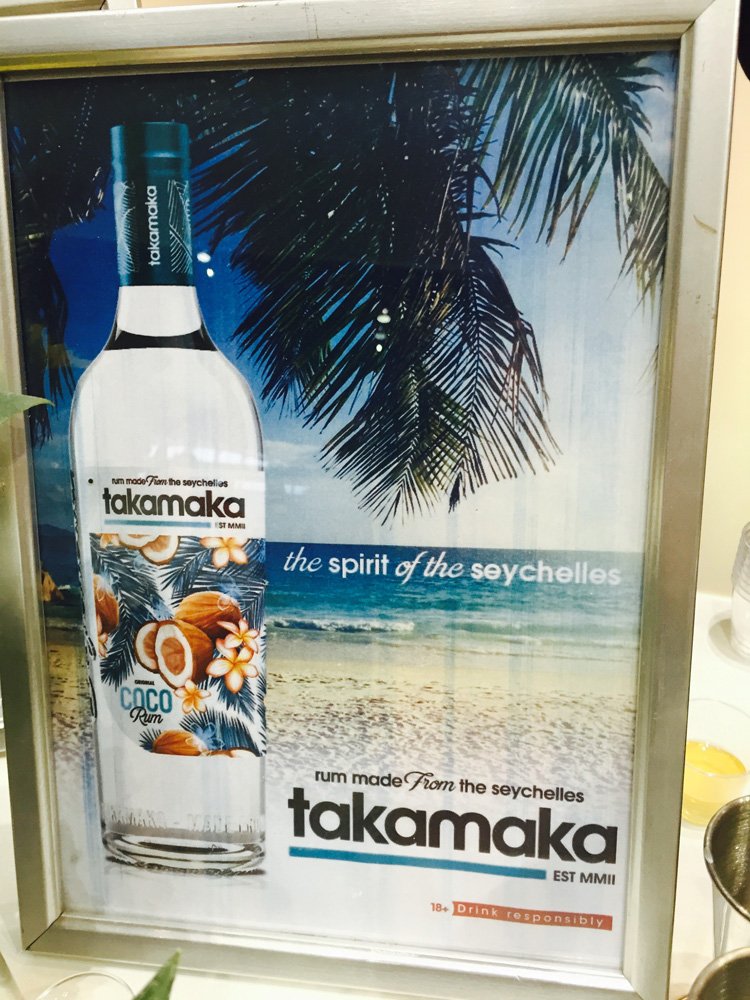 takamaka
rum made From the seychelles
takamaka
EST MMII
ORIGINAL
COCO
Rum
the spirit of the seychelles
rum made From the seychelles
takamaka
EST MMII
18+ Drink responsibly